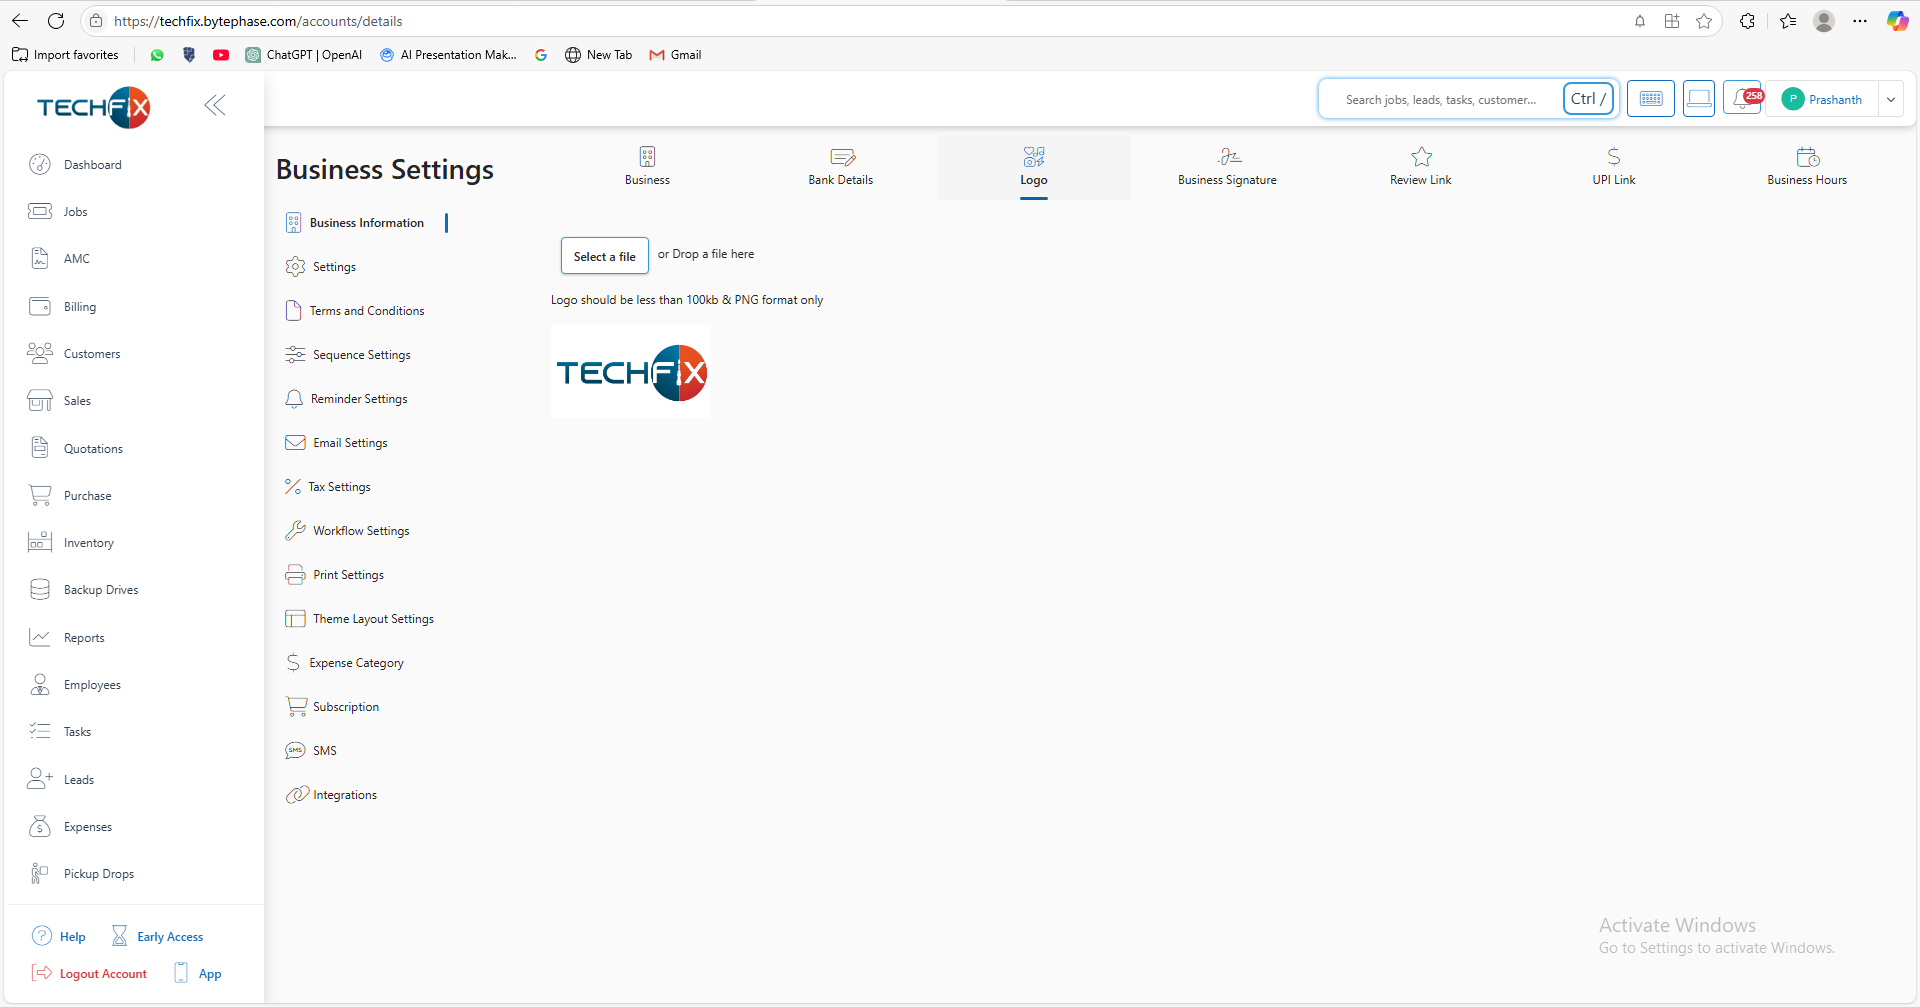 https://techfix.bytephase.com/accounts/details
Import favorites
ChatGPT | OpenAI
AI Presentation Mak...
New Tab
Gmail
TECHFiX
Search jobs, leads, tasks, customer...
Ctrl /
258
P
Prashanth
Dashboard
Jobs
AMC
Billing
Customers
Sales
Quotations
Purchase
Inventory
Backup Drives
Reports
Employees
Tasks
Leads
Expenses
Pickup Drops
Help
Early Access
Logout Account
App
Business Settings
Business Information
Settings
Terms and Conditions
Sequence Settings
Reminder Settings
Email Settings
Tax Settings
Workflow Settings
Print Settings
Theme Layout Settings
Expense Category
Subscription
SMS
SMS
Integrations
Business
Bank Details
Logo
Business Signature
Review Link
UPI Link
Business Hours
Select a file
or Drop a file here
Logo should be less than 100kb & PNG format only
TECHFiX
Activate Windows
Go to Settings to activate Windows.